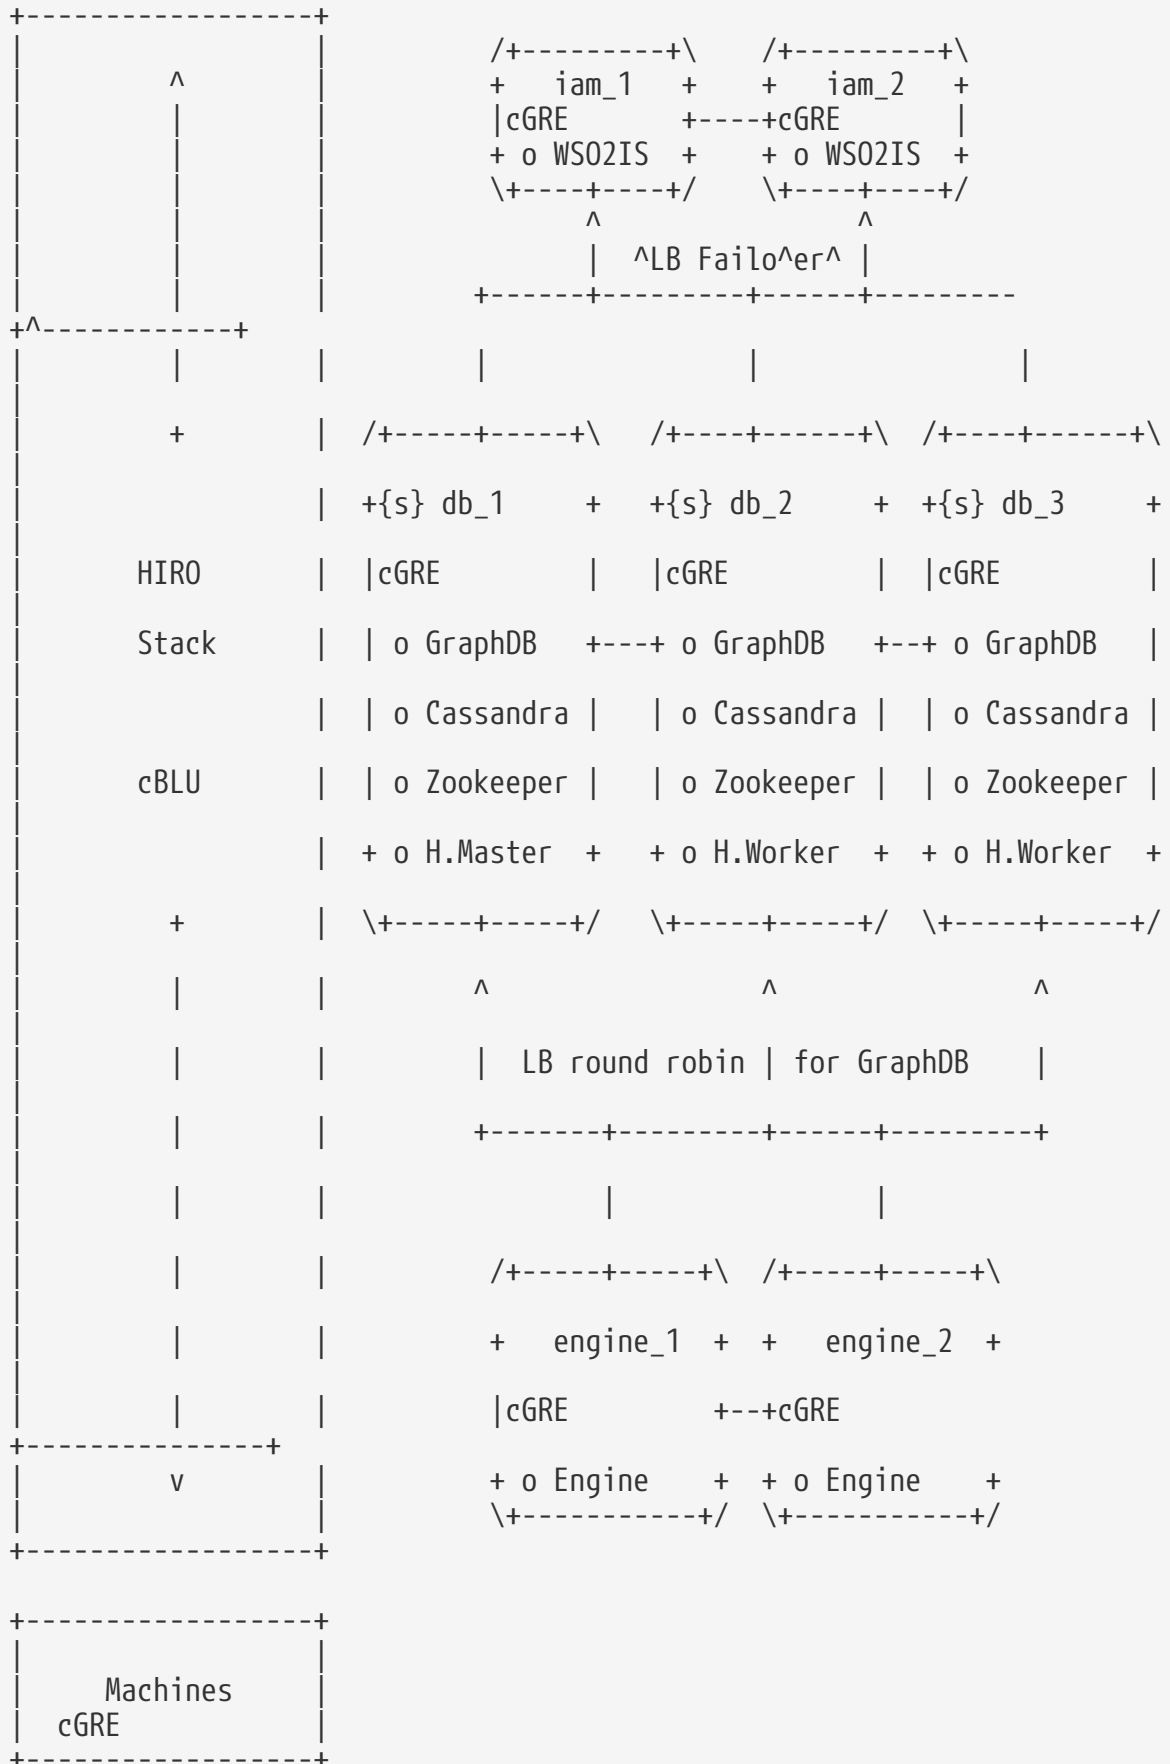 +------------------+
|                  |          /+---------+\    /+---------+\
|         ^        |          +   iam_1   +    +   iam_2   +
|         |        |          |cGRE       +----+cGRE       |
|         |        |          + o WSO2IS  +    + o WSO2IS  +
|         |        |          \+----+----+/    \+----+----+/
|         |        |                ^                ^
|         |        |                |  ^LB Failo^er^ |
|         |        |         +------+---------+------+---------
+^------------+
|         |        |         |                |                |
|
|         +        |  /+-----+-----+\   /+----+------+\  /+----+------+\
|
|                  |  +{s} db_1     +   +{s} db_2     +  +{s} db_3     +
|
|       HIRO       |  |cGRE         |   |cGRE         |  |cGRE         |
|
|       Stack      |  | o GraphDB   +---+ o GraphDB   +--+ o GraphDB   |
|
|                  |  | o Cassandra |   | o Cassandra |  | o Cassandra |
|
|       cBLU       |  | o Zookeeper |   | o Zookeeper |  | o Zookeeper |
|
|                  |  + o H.Master  +   + o H.Worker  +  + o H.Worker  +
|
|         +        |  \+-----+-----+/   \+-----+-----+/  \+-----+-----+/
|
|         |        |         ^                 ^                ^
|
|         |        |         |  LB round robin | for GraphDB    |
|
|         |        |         +-------+---------+------+---------+
|
|         |        |                 |                |
|
|         |        |          /+-----+-----+\  /+-----+-----+\
|
|         |        |          +   engine_1  +  +   engine_2  +
|
|         |        |          |cGRE         +--+cGRE
+---------------+
|         v        |          + o Engine    +  + o Engine    +
|                  |          \+-----------+/  \+-----------+/
+------------------+
+------------------+
|                  |
|     Machines     |
|  cGRE            |
+------------------+